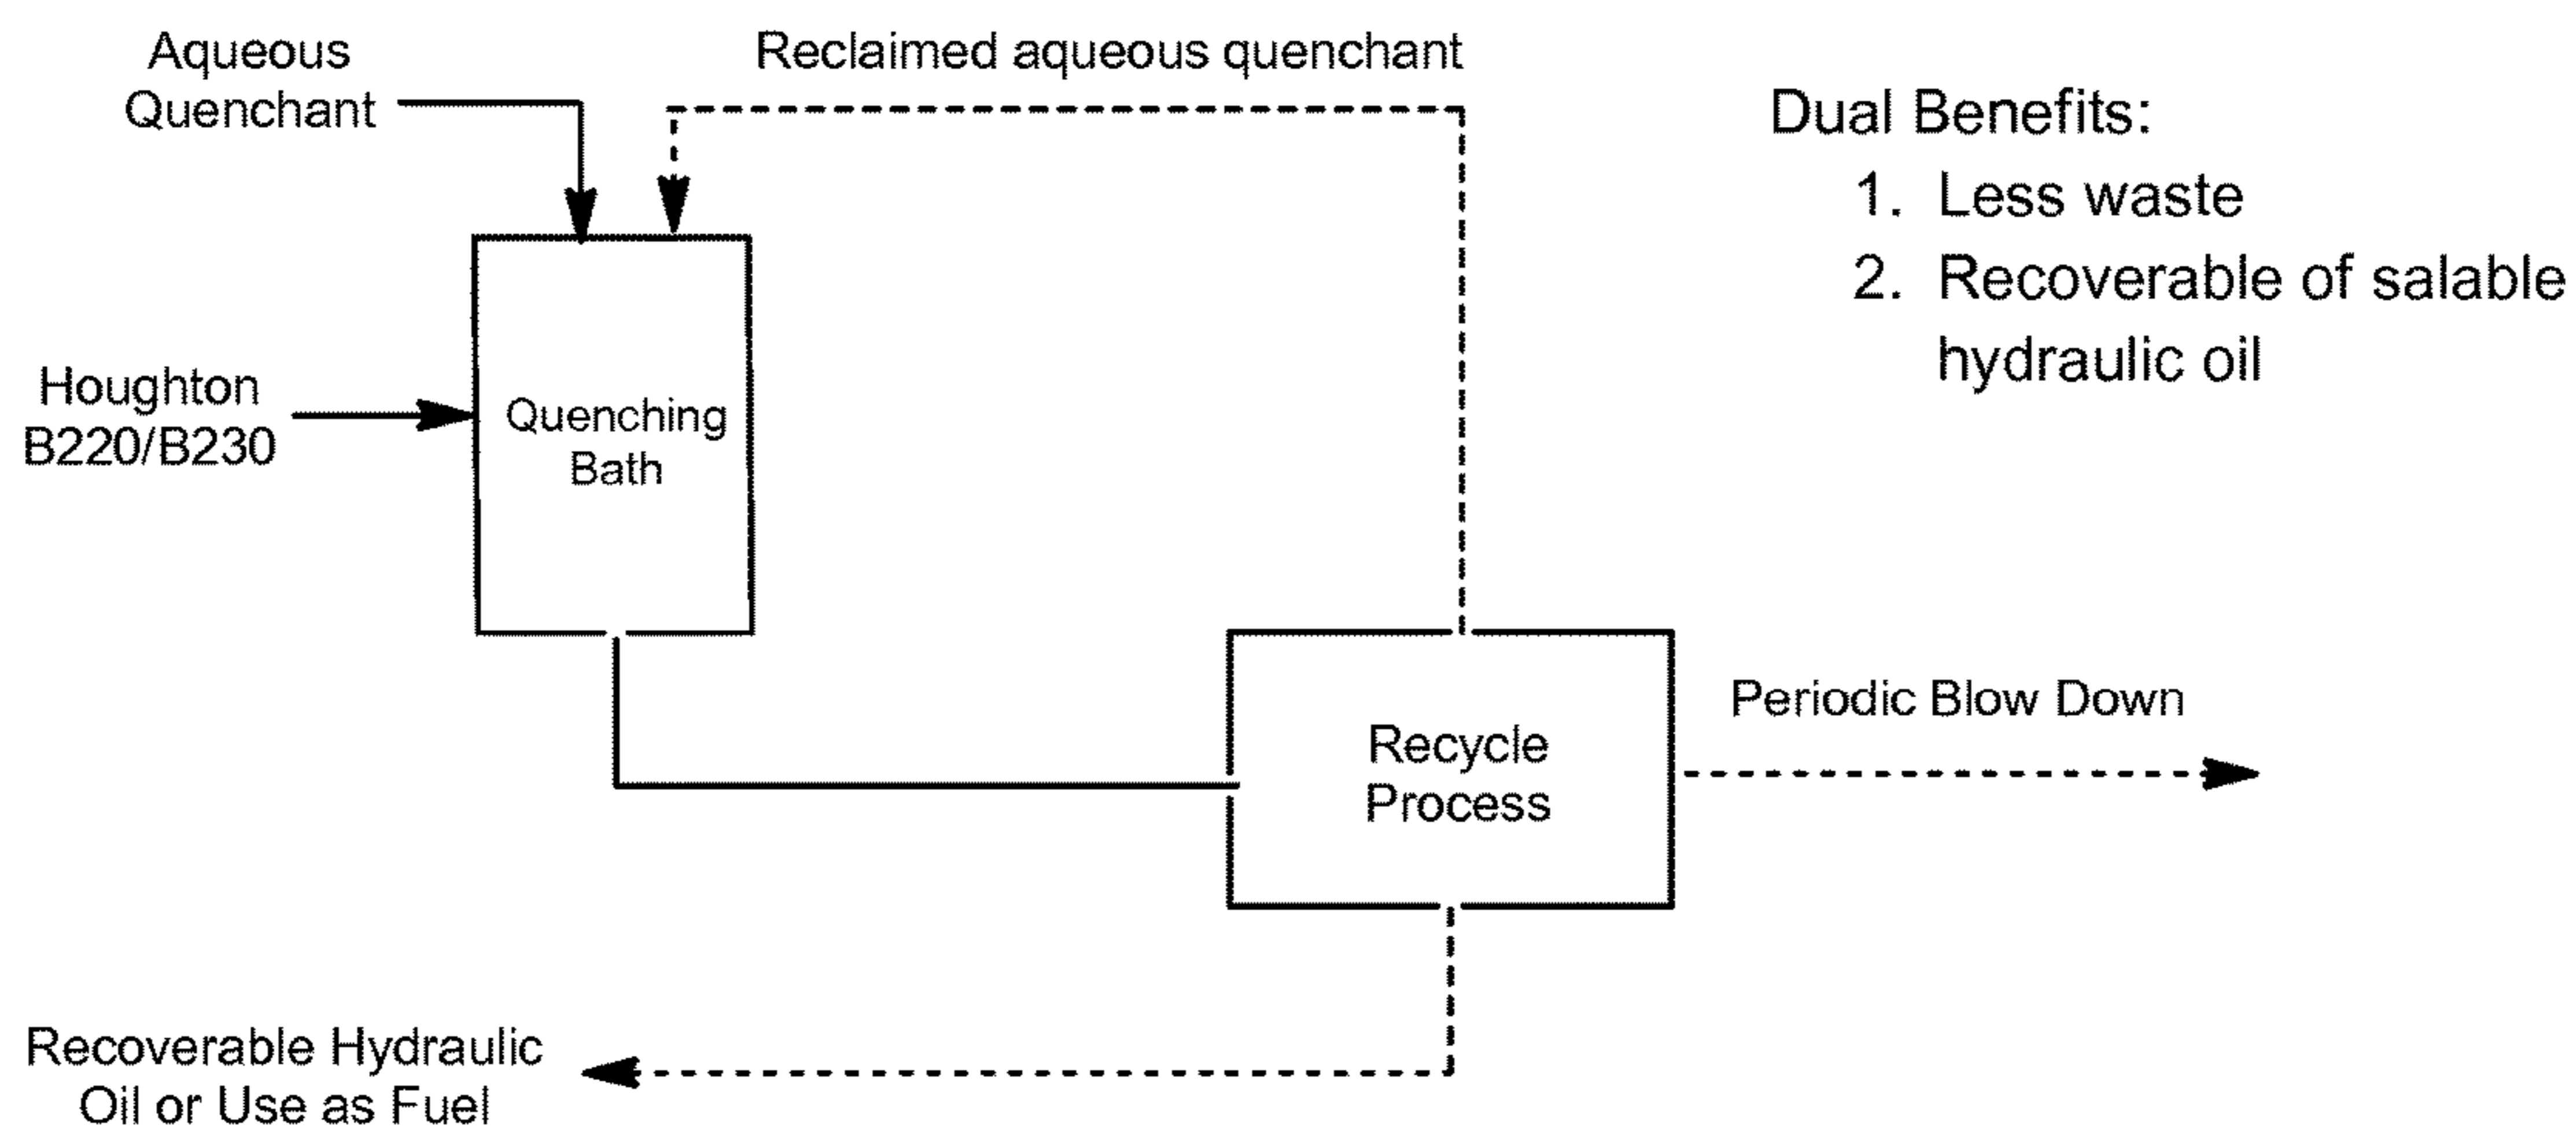 Aqueous
Quenchant
Reclaimed aqueous quenchant
Dual Benefits:
1. Less waste
2. Recoverable of salable
hydraulic oil
Houghton
B220/B230
Quenching
Bath
Recycle
Process
Periodic Blow Down
Recoverable Hydraulic
Oil or Use as Fuel